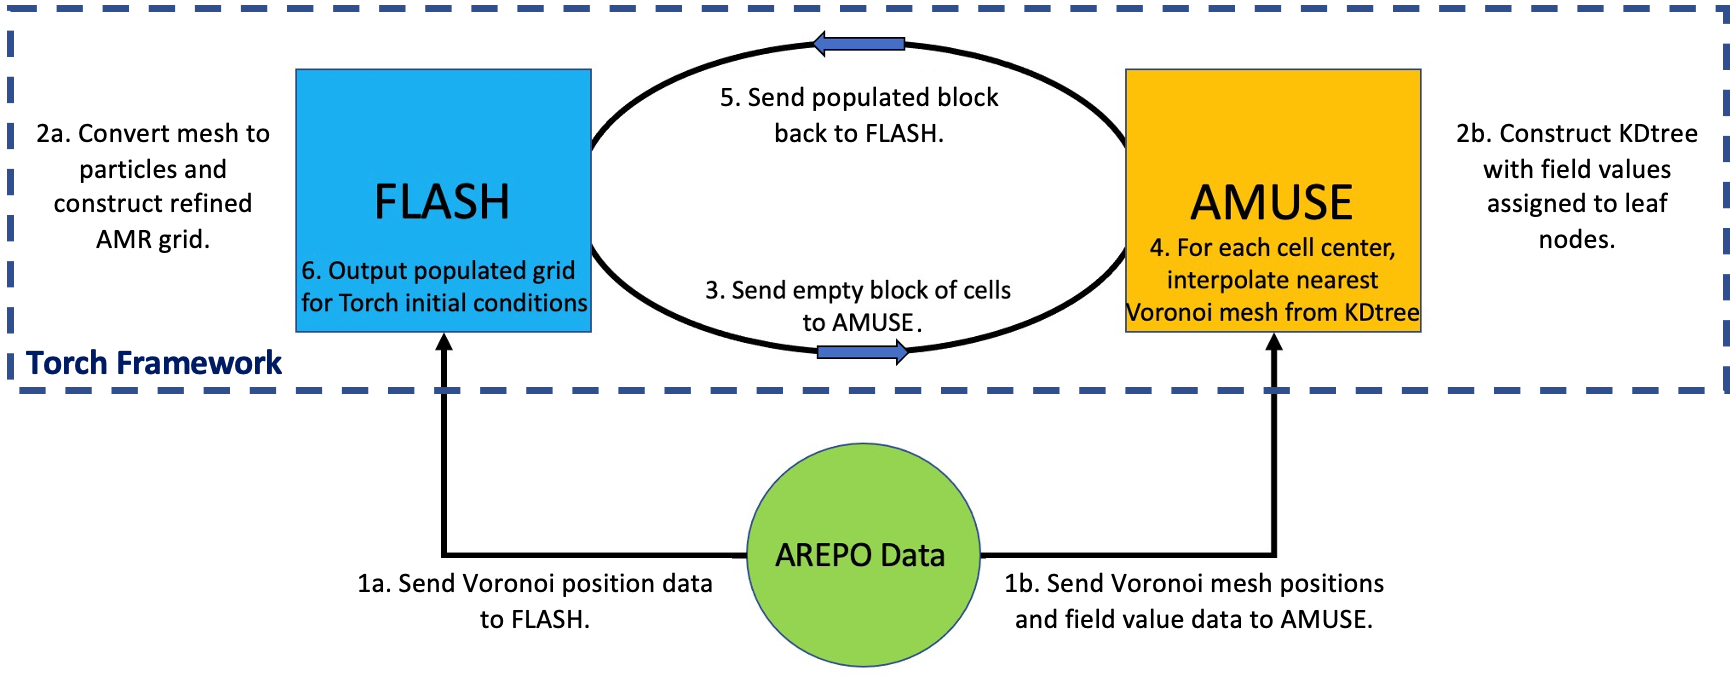 2a. Convert mesh to
particles and
construct refined
AMR grid.
FLASH
6. Output populated grid
for Torch initial conditions
5. Send populated block
back to FLASH.
3. Send empty block of cells
to AMUSE.
AMUSE
4. For each cell center,
interpolate nearest
Voronoi mesh from KDtree
2b. Construct KDtree
with field values
assigned to leaf
nodes.
Torch Framework
AREPO Data
1a. Send Voronoi position data
to FLASH.
1b. Send Voronoi mesh positions
and field value data to AMUSE.